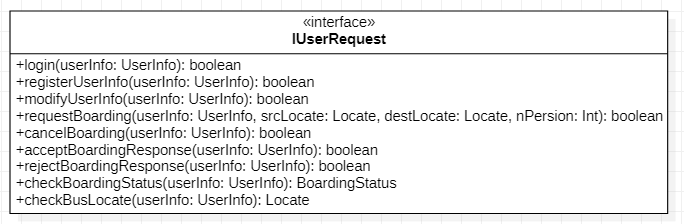 «interface»
IUserRequest
+login(userInfo: UserInfo): boolean
+registerUserInfo(userInfo: UserInfo): boolean
+modifyUserInfo(userInfo: UserInfo): boolean
+requestBoarding(userInfo: UserInfo, srcLocate: Locate, destLocate: Locate, nPersion: Int): boolean
+cancelBoarding(userInfo: UserInfo): boolean
+acceptBoardingResponse(userInfo: UserInfo): boolean
+rejectBoardingResponse(userInfo: UserInfo): boolean
+checkBoardingStatus(userInfo: UserInfo): BoardingStatus
+checkBusLocate(userInfo: UserInfo): Locate